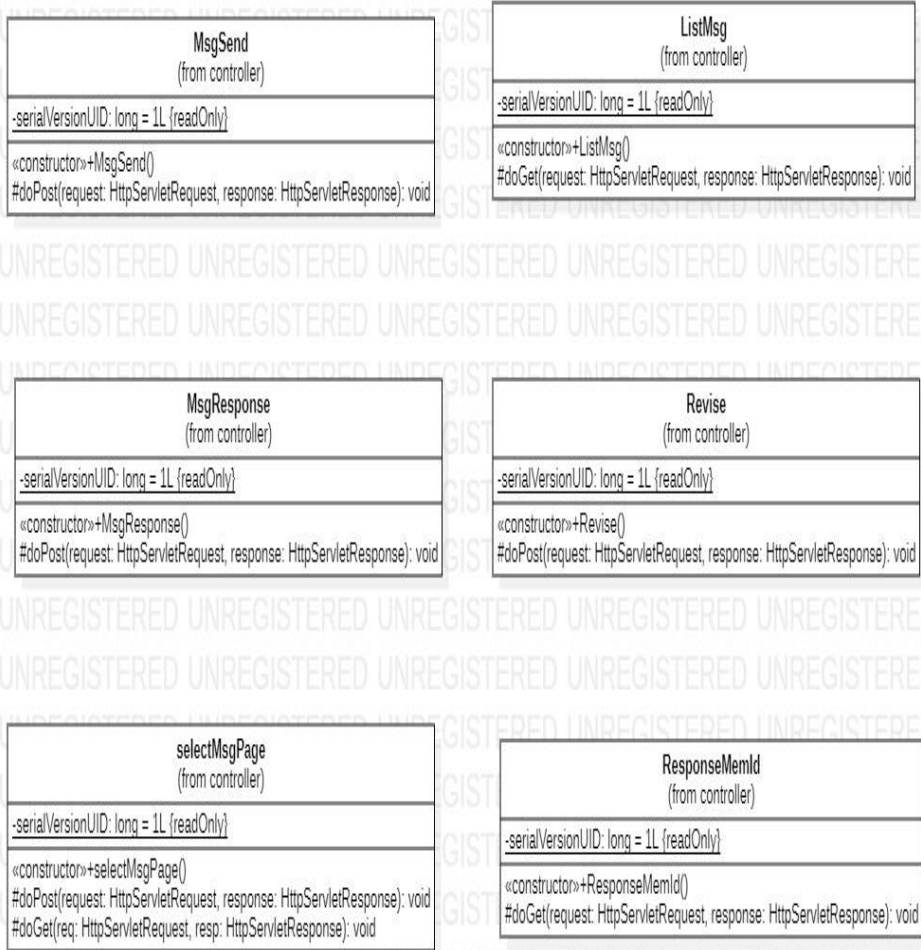 MsgSend
(from controller)
-serialVersionUID: long = 1L {readOnly}
«constructor»+MsgSend()
#doPost(request: HttpServletRequest, response: HttpServletResponse): void
ListMsg
(from controller)
-serialVersionUID: long = 1L {readOnly}
«constructor»+ListMsg()
#doGet(request: HttpServletRequest, response: HttpServletResponse): void
UNREGISTERED UNREGISTERED UNREGISTERED UNREGISTERED UNREGISTERE
UNREGISTERED UNREGISTERED UNREGISTERED UNREGISTERED UNREGISTERE
MsgResponse
(from controller)
-serialVersionUID: long = 1L {readOnly}
«constructor»+MsgResponse()
#doPost(request: HttpServletRequest, response: HttpServletResponse): void
Revise
(from controller)
-serialVersionUID: long = 1L {readOnly}
«constructor»+Revise()
#doPost(request: HttpServletRequest, response: HttpServletResponse): void
UNREGISTERED UNREGISTERED UNREGISTERED UNREGISTERED UNREGISTERE
UNREGISTERED UNREGISTERED UNREGISTERED UNREGISTERED UNREGISTERE
selectMsgPage
(from controller)
-serialVersionUID: long = 1L {readOnly}
«constructor»+selectMsgPage()
#doPost(request: HttpServletRequest, response: HttpServletResponse): void
#doGet(req: HttpServletRequest, resp: HttpServletResponse): void
ResponseMemId
(from controller)
-serialVersionUID: long = 1L {readOnly}
«constructor»+ResponseMemId()
#doGet(request: HttpServletRequest, response: HttpServletResponse): void